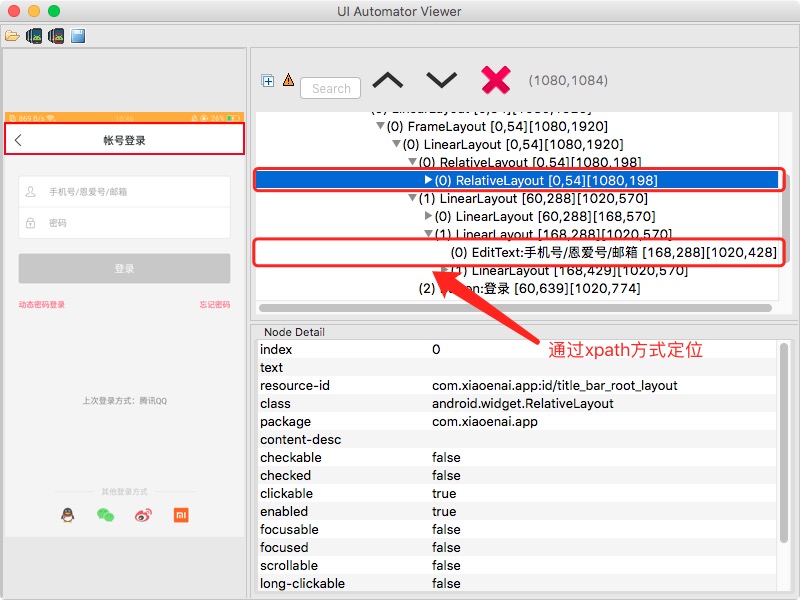 UI Automator Viewer
Search
(1080,1084)
(0) LinearLayout [0,54][1080,1920]
(0) FrameLayout [0,54][1080,1920]
(0) LinearLayout [0,54][1080,1920]
(0) RelativeLayout [0,54][1080,198]
(0) RelativeLayout [0,54][1080,198]
(1) LinearLayout [60,288][1020,570]
(0) LinearLayout [60,288][168,570]
(1) LinearLayout [168,288][1020,570]
(0) EditText:手机号/恩爱号/邮箱 [168,288][1020,428]
(1) LinearLayout [168,429][1020,570]
(2) Button:登录 [60,639][1020,774]
通过xpath方式定位
869 B/s
10:46
26%
帐号登录
手机号/恩爱号/邮箱
密码
登录
动态密码登录
忘记密码
上次登录方式：腾讯QQ
其他登录方式
Node Detail
index 0
text
resource-id com.xiaoenai.app:id/title_bar_root_layout
class android.widget.RelativeLayout
package com.xiaoenai.app
content-desc
checkable false
checked false
clickable true
enabled true
focusable false
focused false
scrollable false
long-clickable false